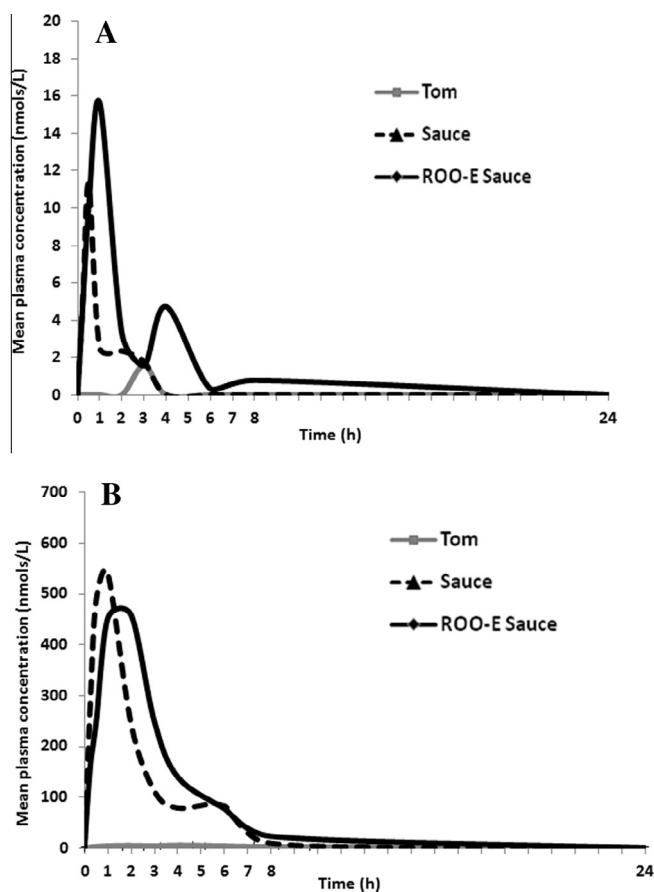 A
Mean plasma concentration (nmols/L)
20
18
16
14
12
10
8
6
4
2
0
Tom
Sauce
ROO-E Sauce
0 1 2 3 4 5 6 7 8 24
Time (h)
B
Mean plasma concentration (nmols/L)
700
600
500
400
300
200
100
0
Tom
Sauce
ROO-E Sauce
0 1 2 3 4 5 6 7 8 24
Time (h)